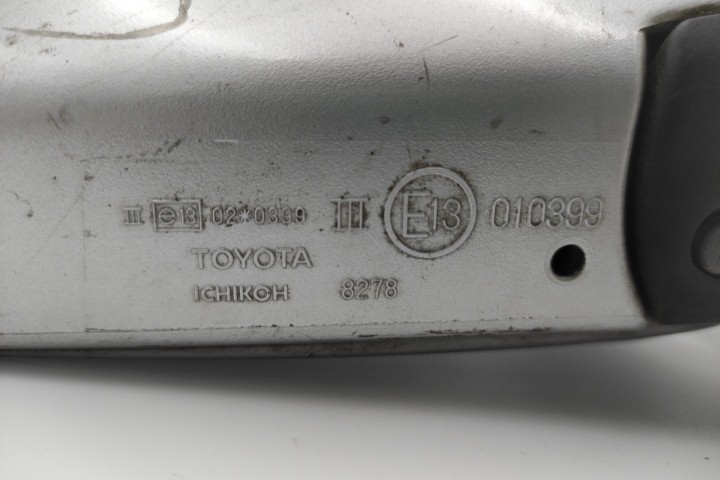 III e13 02*0399 III E13 010399
TOYOTA
ICHIKOH 8278